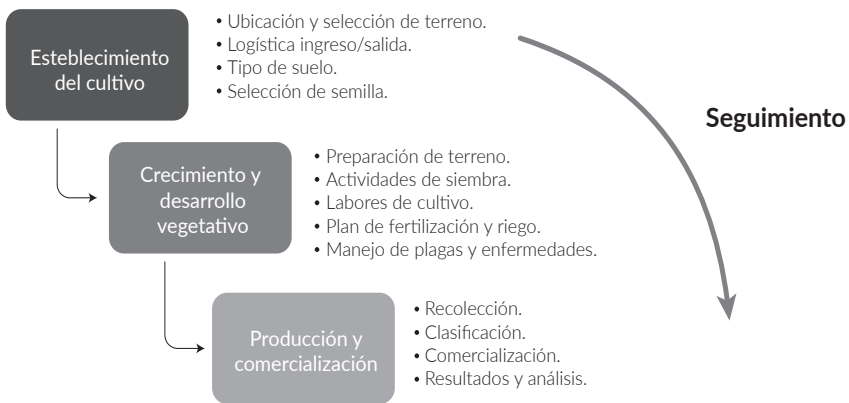 Esteblecimiento
del cultivo
• Ubicación y selección de terreno.
• Logística ingreso/salida.
• Tipo de suelo.
• Selección de semilla.
Seguimiento
Crecimiento y
desarrollo
vegetativo
• Preparación de terreno.
• Actividades de siembra.
• Labores de cultivo.
• Plan de fertilización y riego.
• Manejo de plagas y enfermedades.
Producción y
comercialización
• Recolección.
• Clasificación.
• Comercialización.
• Resultados y análisis.